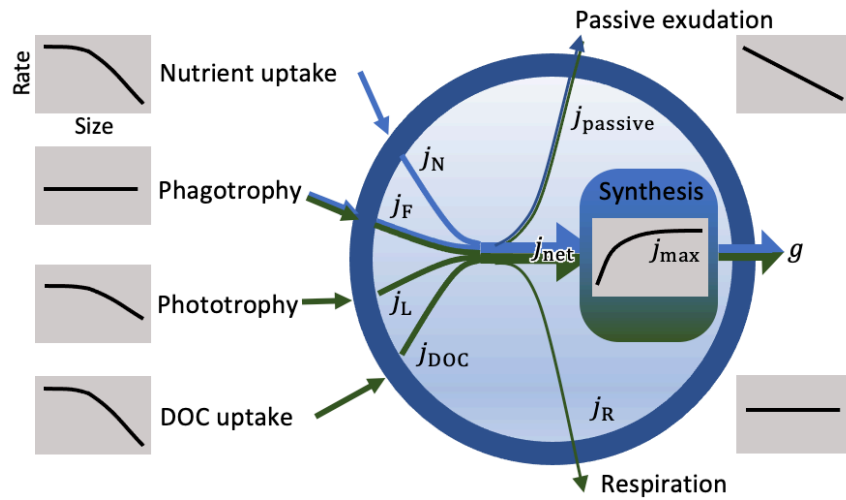 Passive exudation
Rate
Nutrient uptake
Size
j_passive
j_N
Synthesis
Phagotrophy
j_F
j_max
j_net
g
Phototrophy
j_L
j_DOC
DOC uptake
j_R
Respiration